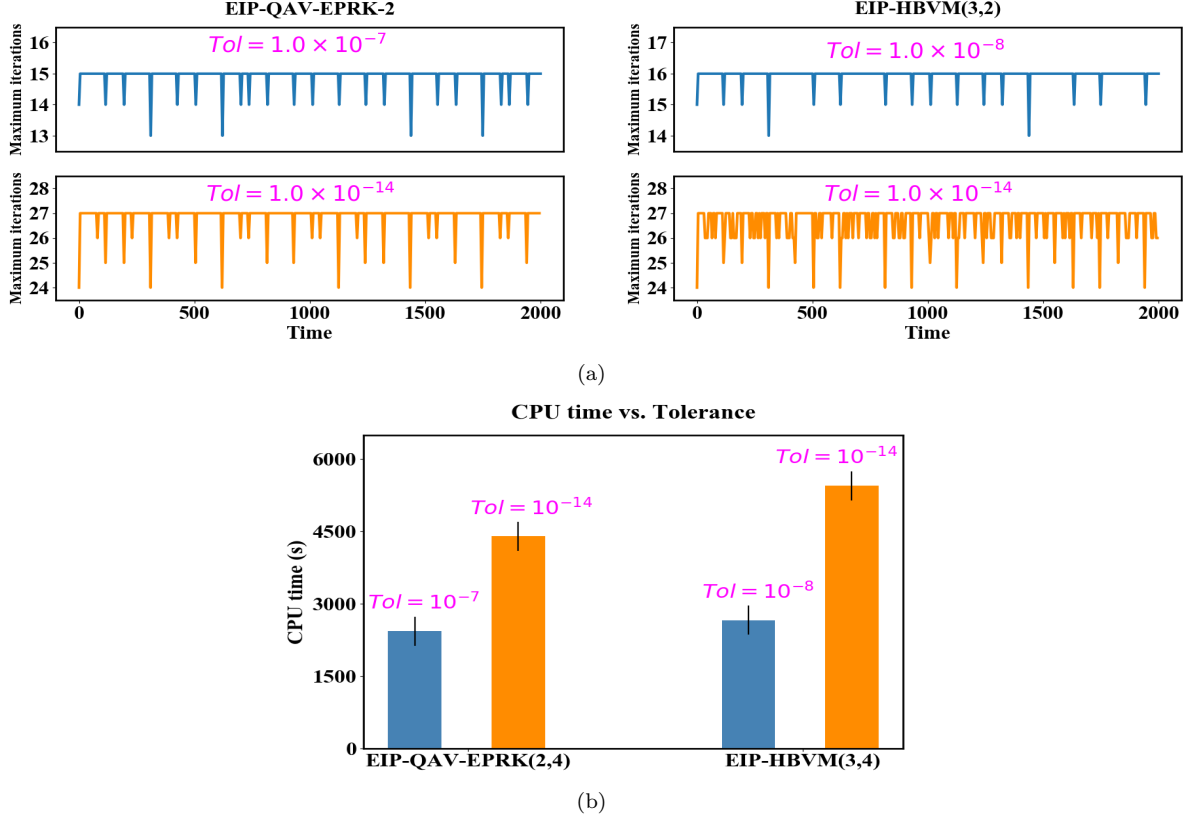 EIP-QAV-EPRK-2
Maximum iterations
16
15
14
13
Tol = 1.0 × 10⁻⁷
Maximum iterations
28
27
26
25
24
Tol = 1.0 × 10⁻¹⁴
0 500 1000 1500 2000
Time
EIP-HBVM(3,2)
Maximum iterations
17
16
15
14
Tol = 1.0 × 10⁻⁸
Maximum iterations
28
27
26
25
24
Tol = 1.0 × 10⁻¹⁴
0 500 1000 1500 2000
Time
(a)
CPU time vs. Tolerance
CPU time (s)
6000
4500
3000
1500
0
Tol = 10⁻⁷
Tol = 10⁻¹⁴
Tol = 10⁻⁸
Tol = 10⁻¹⁴
EIP-QAV-EPRK(2,4) EIP-HBVM(3,4)
(b)